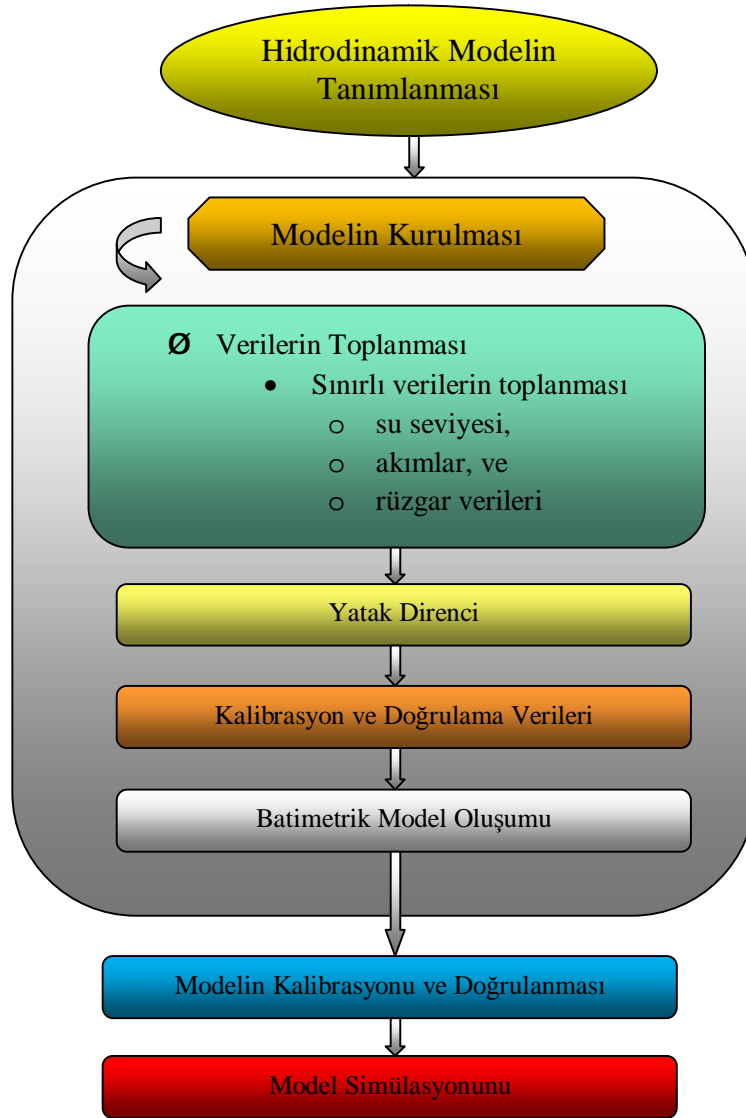 Hidrodinamik Modelin
Tanımlanması
Modelin Kurulması
Ø Verilerin Toplanması
• Sınırlı verilerin toplanması
o su seviyesi,
o akımlar, ve
o rüzgar verileri
Yatak Direnci
Kalibrasyon ve Doğrulama Verileri
Batimetrik Model Oluşumu
Modelin Kalibrasyonu ve Doğrulanması
Model Simülasyonunu